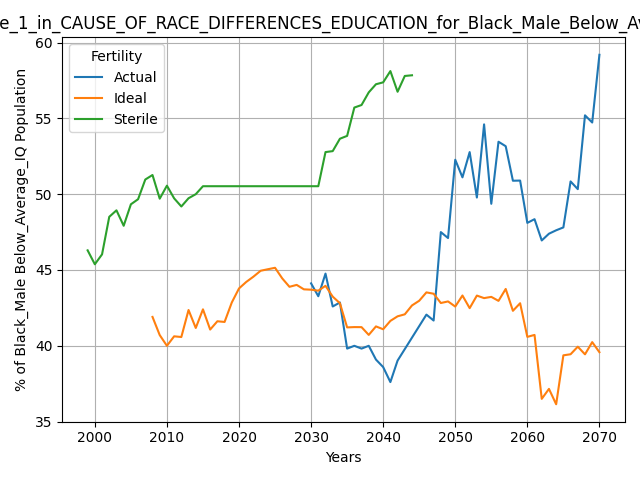 e_1_in_CAUSE_OF_RACE_DIFFERENCES_EDUCATION_for_Black_Male_Below_Av
60
55
50
45
40
35
% of Black_Male Below_Average_IQ Population
Fertility
Actual
Ideal
Sterile
2000 2010 2020 2030 2040 2050 2060 2070
Years